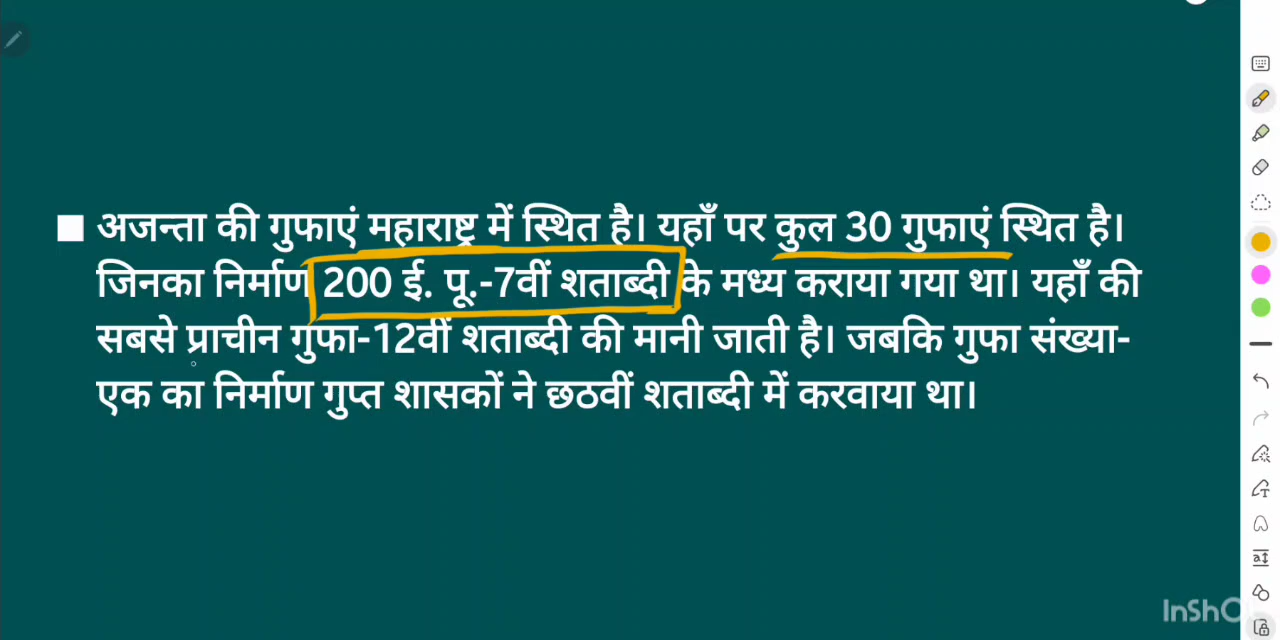 ■ अजन्ता की गुफाएं महाराष्ट्र में स्थित है। यहाँ पर कुल 30 गुफाएं स्थित है।
जिनका निर्माण 200 ई. पू.-7वीं शताब्दी के मध्य कराया गया था। यहाँ की
सबसे प्राचीन गुफा-12वीं शताब्दी की मानी जाती है। जबकि गुफा संख्या-
एक का निर्माण गुप्त शासकों ने छठवीं शताब्दी में करवाया था।
InShO